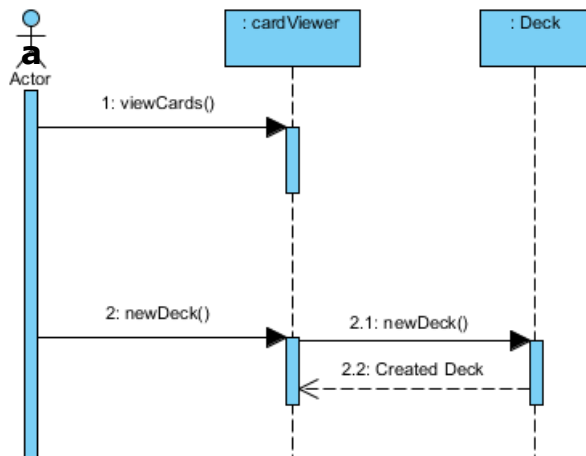 : cardViewer
: Deck
a
Actor
1: viewCards()
2: newDeck()
2.1: newDeck()
2.2: Created Deck